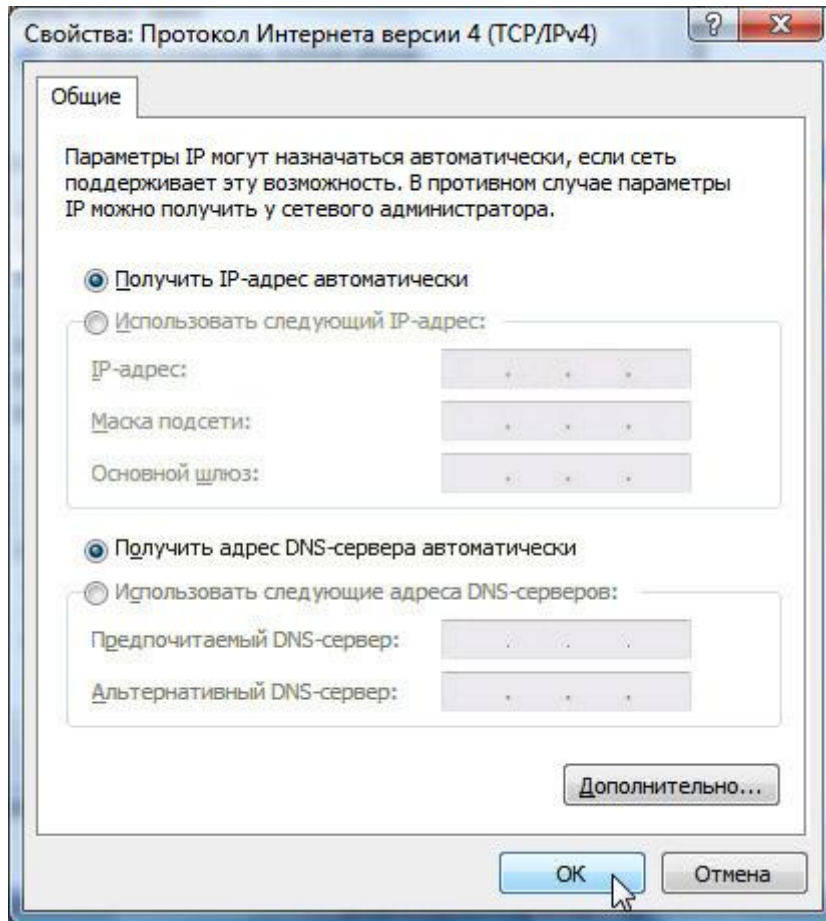 Свойства: Протокол Интернета версии 4 (TCP/IPv4)
?
Общие
Параметры IP могут назначаться автоматически, если сеть
поддерживает эту возможность. В противном случае параметры
IP можно получить у сетевого администратора.
Получить IP-адрес автоматически
Использовать следующий IP-адрес:
IP-адрес:
Маска подсети:
Основной шлюз:
Получить адрес DNS-сервера автоматически
Использовать следующие адреса DNS-серверов:
Предпочитаемый DNS-сервер:
Альтернативный DNS-сервер:
Дополнительно...
ОК Отмена